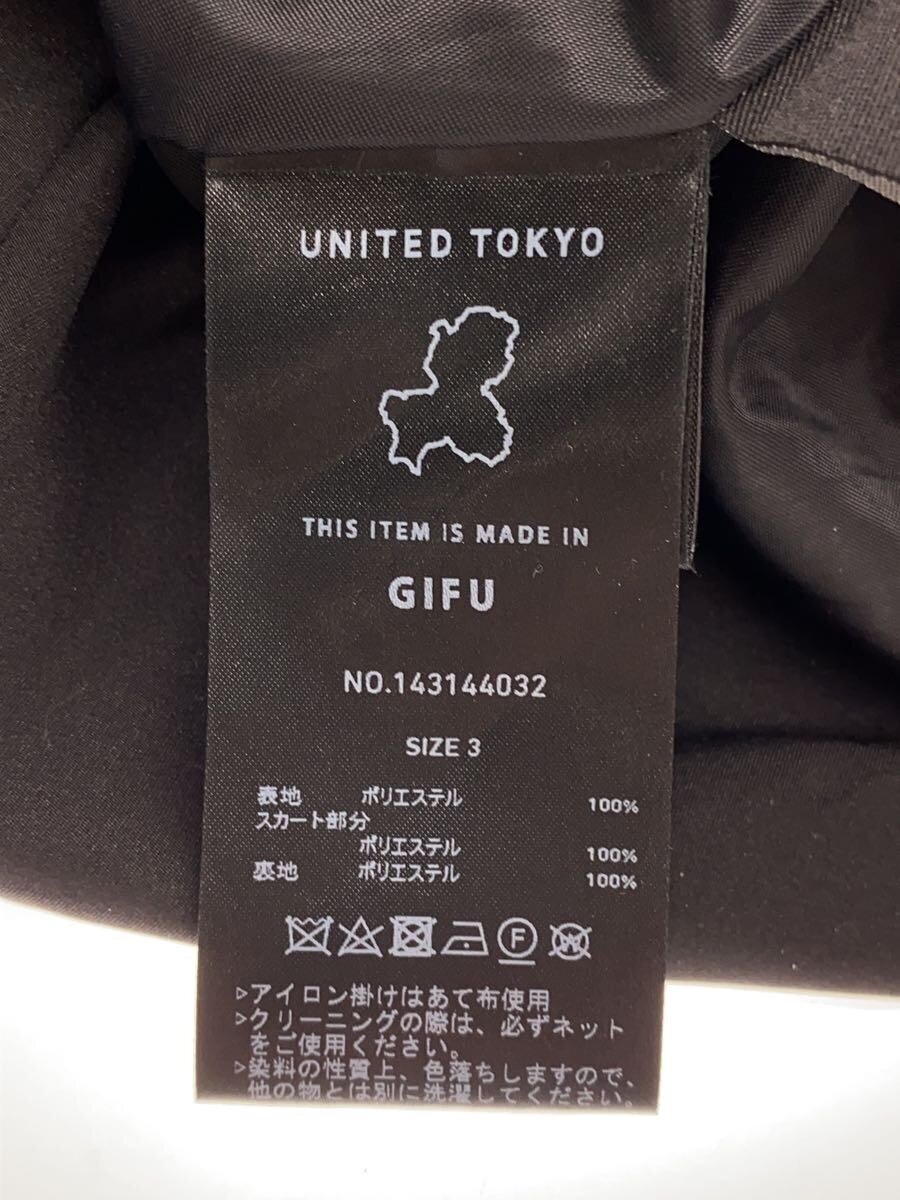 UNITED TOKYO
THIS ITEM IS MADE IN
GIFU
NO.143144032
SIZE 3
表地 ポリエステル 100%
スカート部分
ポリエステル 100%
裏地 ポリエステル 100%
F
W
▷アイロン掛けはあて布使用
▷クリーニングの際は、必ずネット
をご使用ください。
▷染料の性質上、色落ちしますので、
他の物とは別に洗濯してください。